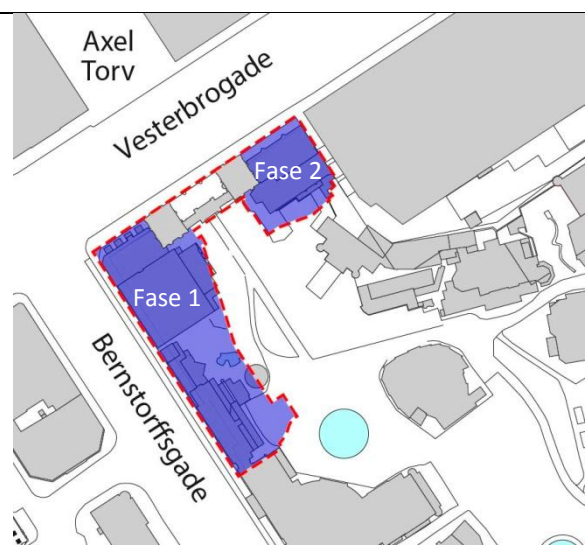 Axel
Torv
Vesterbrogade
Fase 2
Fase 1
Bernstorffsgade